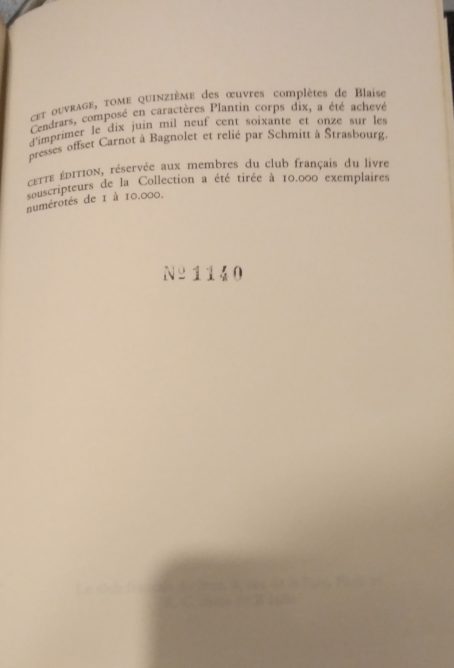 CET OUVRAGE, TOME QUINZIÈME des œuvres complètes de Blaise
Cendrars, composé en caractères Plantin corps dix, a été achevé
d'imprimer le dix juin mil neuf cent soixante et onze sur les
presses offset Carnot à Bagnolet et relié par Schmitt à Strasbourg.
CETTE ÉDITION, réservée aux membres du club français du livre
souscripteurs de la Collection a été tirée à 10.000 exemplaires
numérotés de 1 à 10.000.
Nº 1140